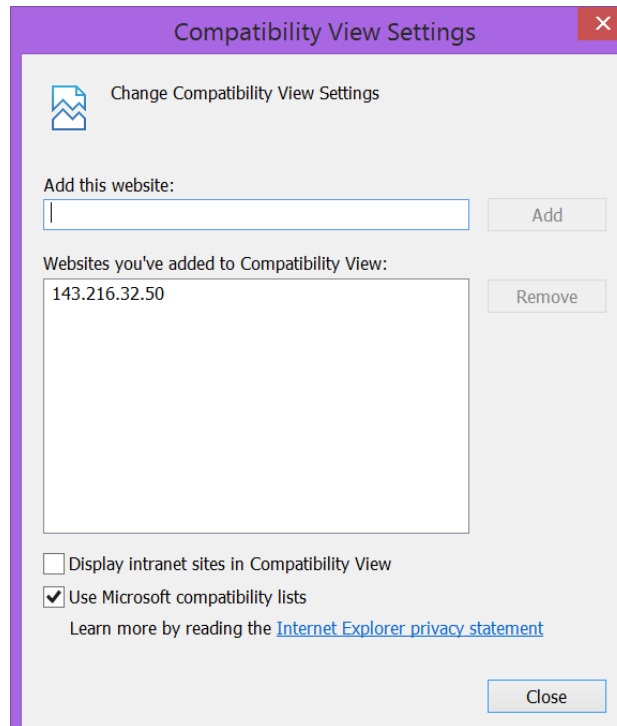 Compatibility View Settings
Change Compatibility View Settings
Add this website:
Add
Websites you've added to Compatibility View:
143.216.32.50
Remove
Display intranet sites in Compatibility View
Use Microsoft compatibility lists
Learn more by reading the Internet Explorer privacy statement
Close